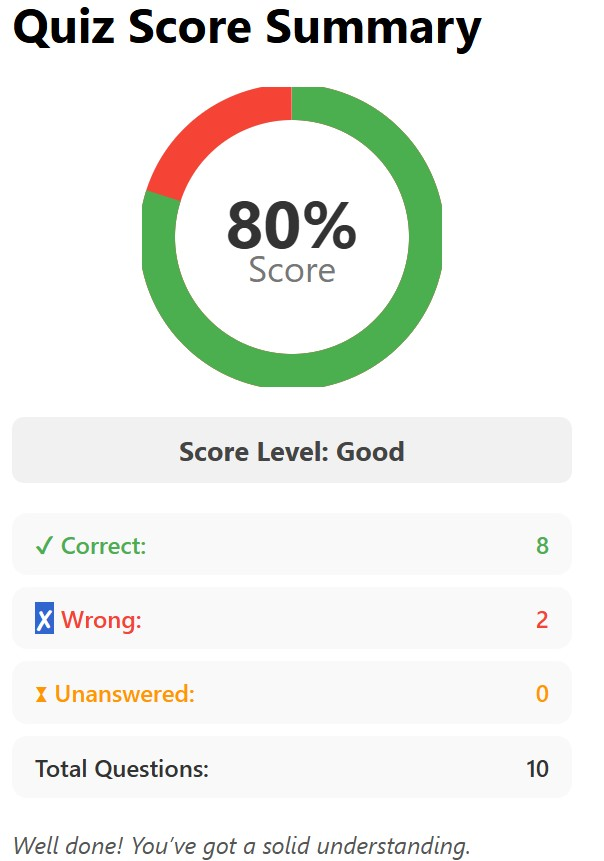 Quiz Score Summary
80%
Score
Score Level: Good
✓ Correct: 8
✗ Wrong: 2
⧗ Unanswered: 0
Total Questions: 10
Well done! You’ve got a solid understanding.